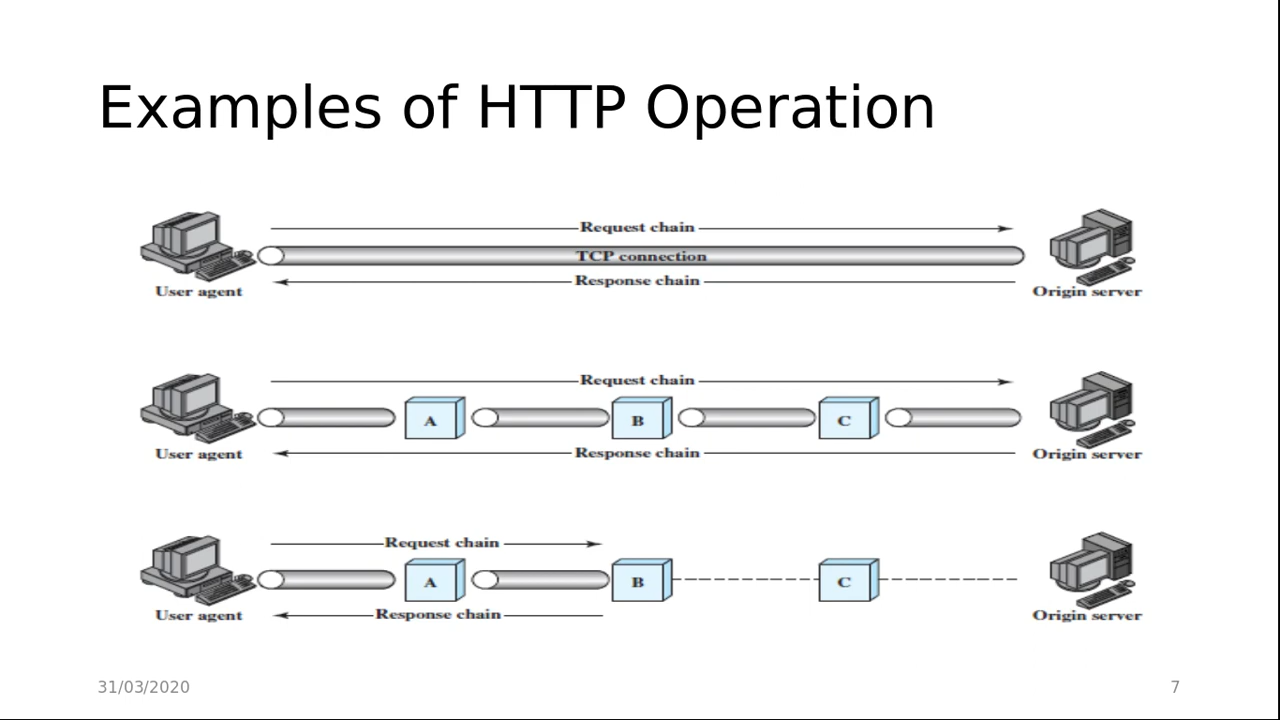 Examples of HTTP Operation
Request chain
TCP connection
Response chain
User agent
Origin server
Request chain
A
B
C
Response chain
User agent
Origin server
Request chain
A
B
C
Response chain
User agent
Origin server
31/03/2020
7